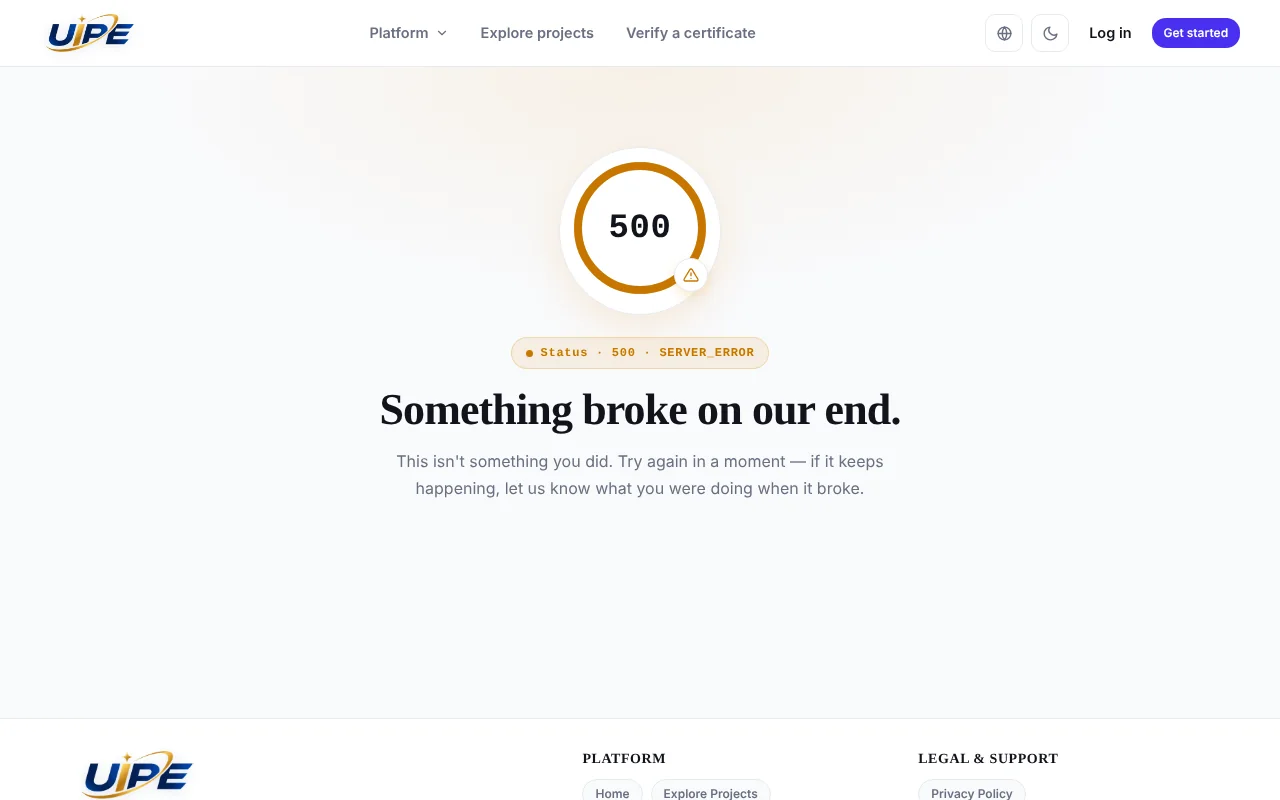 UIPE
Platform
Explore projects
Verify a certificate
Log in
Get started
500
Status · 500 · SERVER_ERROR
Something broke on our end.
This isn't something you did. Try again in a moment — if it keeps
happening, let us know what you were doing when it broke.
UIPE
PLATFORM
Home
Explore Projects
LEGAL & SUPPORT
Privacy Policy